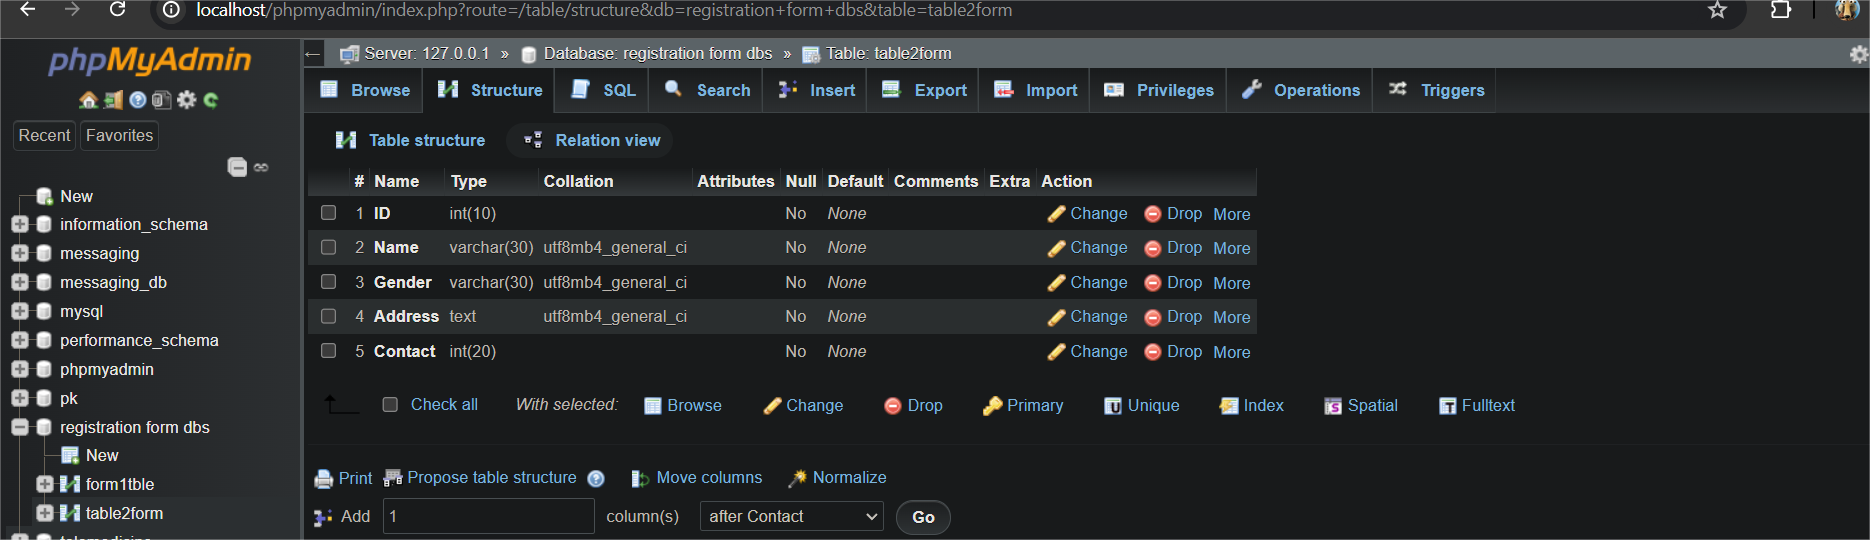 localhost/phpmyadmin/index.php?route=/table/structure&db=registration+form+dbs&table=table2form
phpMyAdmin
Recent Favorites
New
information_schema
messaging
messaging_db
mysql
performance_schema
phpmyadmin
pk
registration form dbs
New
form1tble
table2form
Server: 127.0.0.1 » Database: registration form dbs » Table: table2form
Browse Structure SQL Search Insert Export Import Privileges Operations Triggers
Table structure Relation view
# Name Type Collation Attributes Null Default Comments Extra Action
1 ID int(10) No None Change Drop More
2 Name varchar(30) utf8mb4_general_ci No None Change Drop More
3 Gender varchar(30) utf8mb4_general_ci No None Change Drop More
4 Address text utf8mb4_general_ci No None Change Drop More
5 Contact int(20) No None Change Drop More
Check all With selected: Browse Change Drop Primary Unique Index Spatial Fulltext
Print Propose table structure Move columns Normalize
Add 1 column(s) after Contact Go